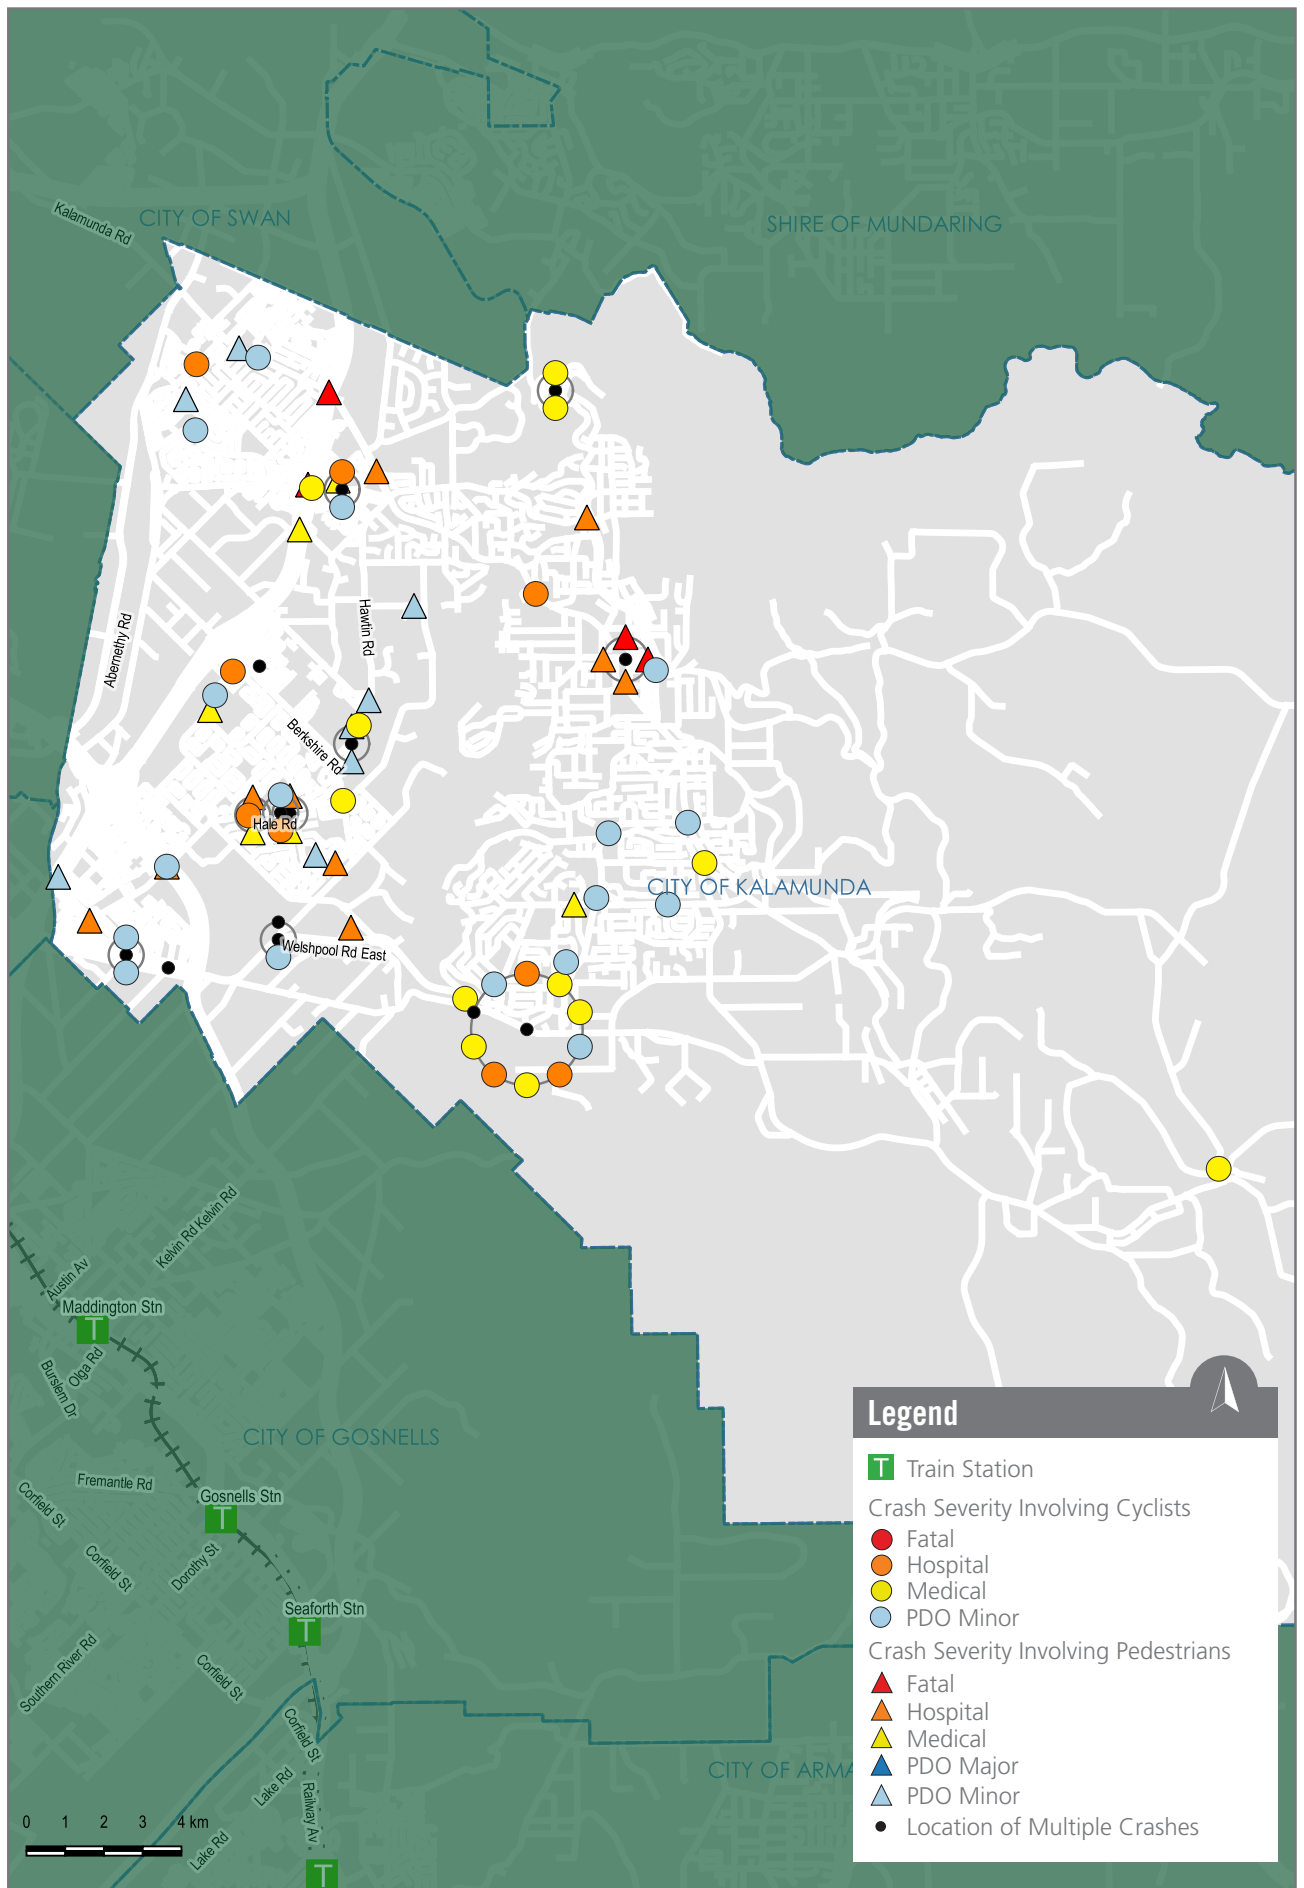 CITY OF SWAN
SHIRE OF MUNDARING
Kalamunda Rd
Abernethy Rd
Hawtin Rd
Berkshire Rd
Hale Rd
CITY OF KALAMUNDA
Welshpool Rd East
Kelvin Rd Kelvin Rd
Austin Av
Maddington Stn
T
Olga Rd
Burslem Dr
CITY OF GOSNELLS
Fremantle Rd
Corfield St
Gosnells Stn
T
Dorothy St
Corfield St
Seaforth Stn
T
Southern River Rd
Corfield St
Corfield St
Lake Rd
Railway Av
Lake Rd
T
CITY OF ARMA
0 1 2 3 4 km
Legend
T Train Station
Crash Severity Involving Cyclists
Fatal
Hospital
Medical
PDO Minor
Crash Severity Involving Pedestrians
Fatal
Hospital
Medical
PDO Major
PDO Minor
Location of Multiple Crashes